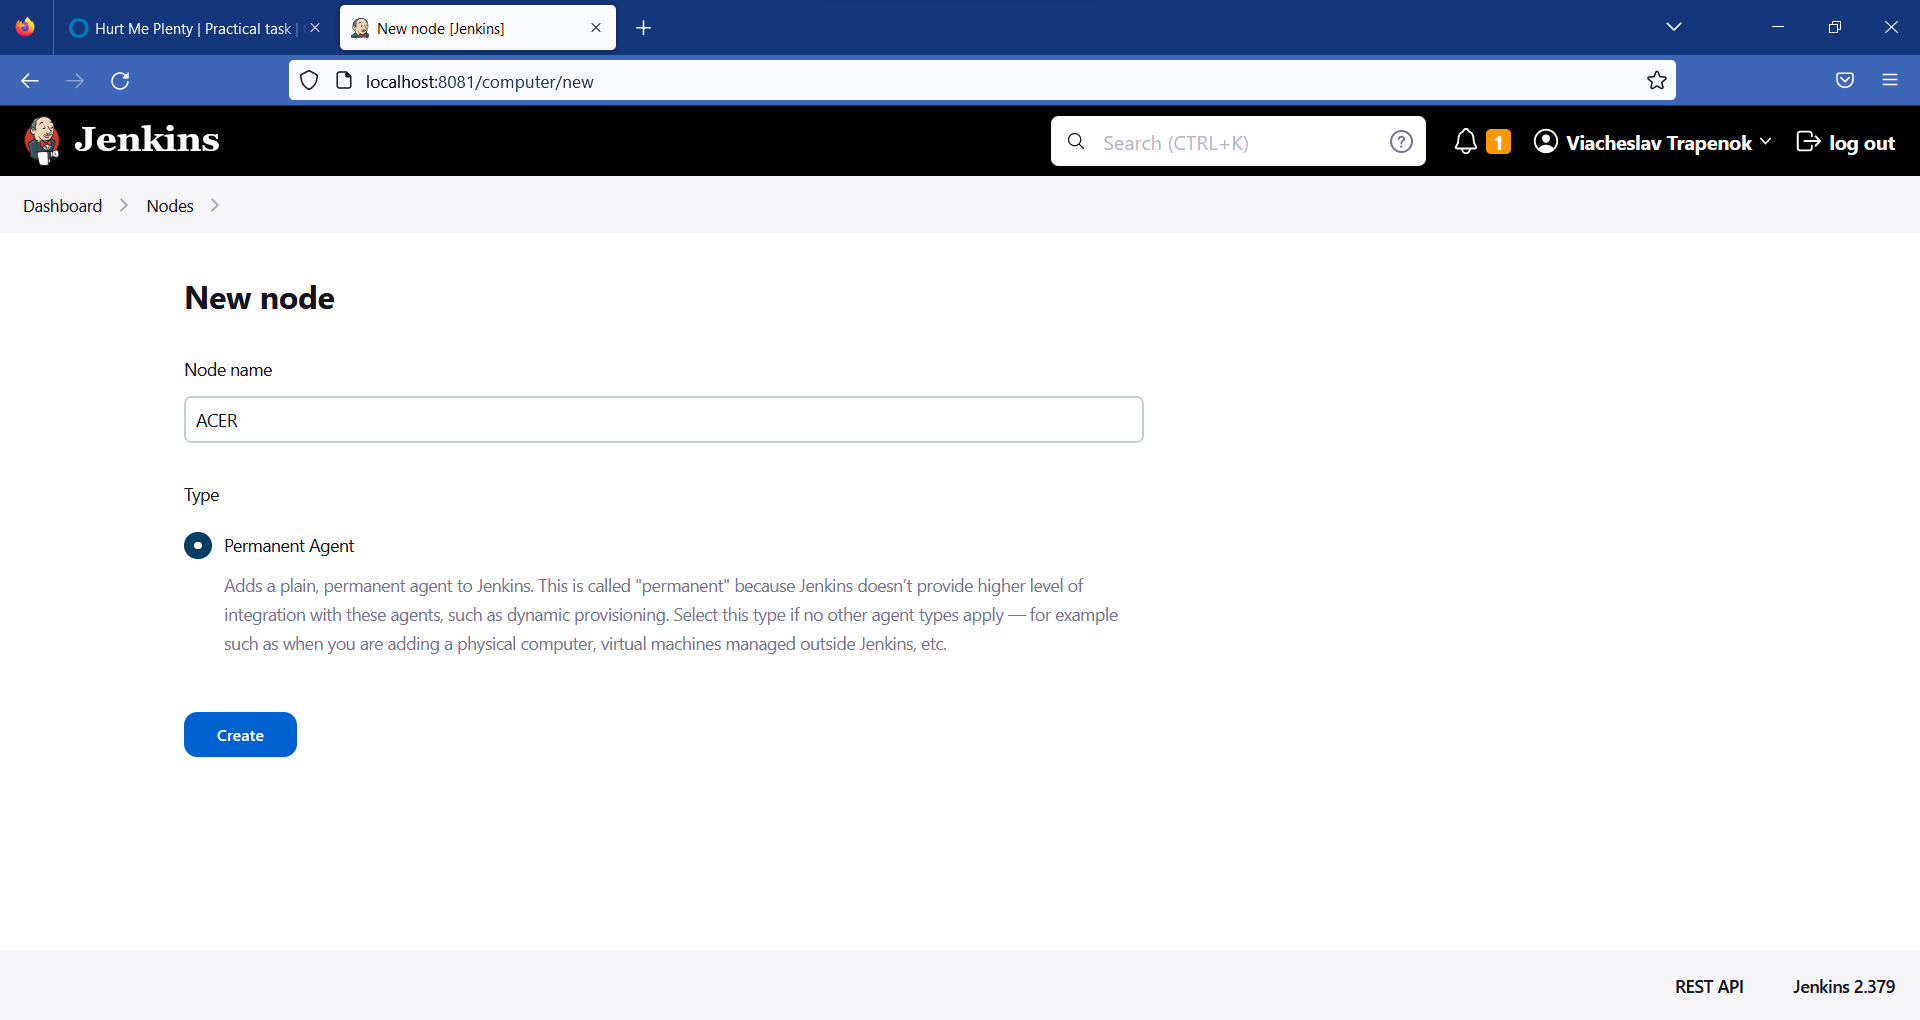 Hurt Me Plenty | Practical task |
New node [Jenkins]
localhost:8081/computer/new
Jenkins
Search (CTRL+K)
1
Viacheslav Trapenok
log out
Dashboard
Nodes
New node
Node name
ACER
Type
Permanent Agent
Adds a plain, permanent agent to Jenkins. This is called "permanent" because Jenkins doesn’t provide higher level of
integration with these agents, such as dynamic provisioning. Select this type if no other agent types apply — for example
such as when you are adding a physical computer, virtual machines managed outside Jenkins, etc.
Create
REST API
Jenkins 2.379